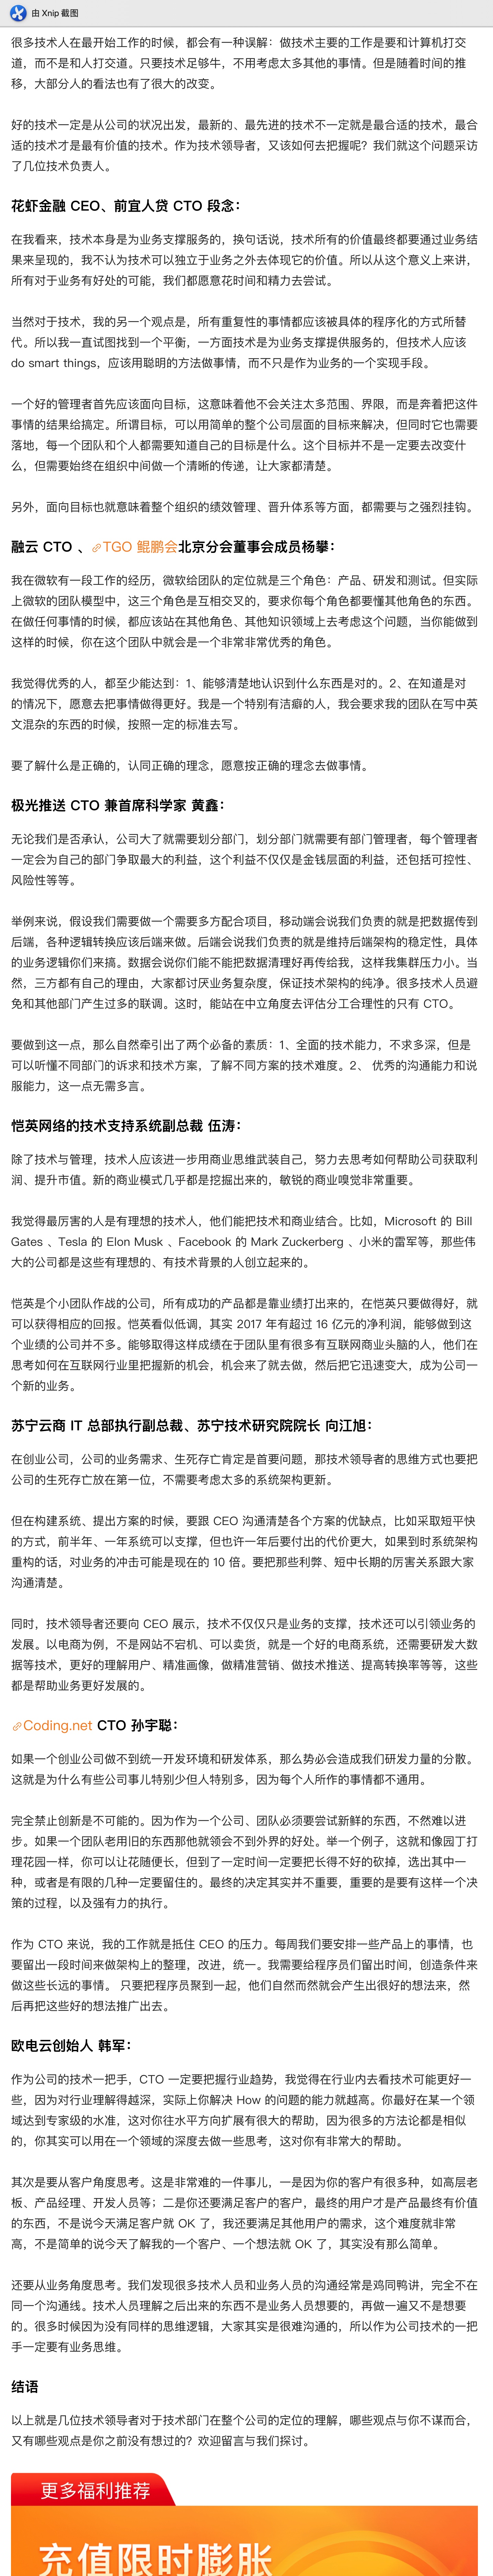 由 Xnip 截图
很多技术人在最开始工作的时候，都会有一种误解：做技术主要的工作是要和计算机打交
道，而不是和人打交道。只要技术足够牛，不用考虑太多其他的事情。但是随着时间的推
移，大部分人的看法也有了很大的改变。
好的技术一定是从公司的状况出发，最新的、最先进的技术不一定就是最合适的技术，最合
适的技术才是最有价值的技术。作为技术领导者，又该如何去把握呢？我们就这个问题采访
了几位技术负责人。
花虾金融 CEO、前宜人贷 CTO 段念：
在我看来，技术本身是为业务支撑服务的，换句话说，技术所有的价值最终都要通过业务结
果来呈现的，我不认为技术可以独立于业务之外去体现它的价值。所以从这个意义上来讲，
所有对于业务有好处的可能，我们都愿意花时间和精力去尝试。
当然对于技术，我的另一个观点是，所有重复性的事情都应该被具体的程序化的方式所替
代。所以我一直试图找到一个平衡，一方面技术是为业务支撑提供服务的，但技术人应该
do smart things，应该用聪明的方法做事情，而不只是作为业务的一个实现手段。
一个好的管理者首先应该面向目标，这意味着他不会关注太多范围、界限，而是奔着把这件
事情的结果给搞定。所谓目标，可以用简单的整个公司层面的目标来解决，但同时它也需要
落地，每一个团队和个人都需要知道自己的目标是什么。这个目标并不是一定要去改变什
么，但需要始终在组织中间做一个清晰的传递，让大家都清楚。
另外，面向目标也就意味着整个组织的绩效管理、晋升体系等方面，都需要与之强烈挂钩。
融云 CTO 、TGO 鲲鹏会北京分会董事会成员杨攀：
我在微软有一段工作的经历，微软给团队的定位就是三个角色：产品、研发和测试。但实际
上微软的团队模型中，这三个角色是互相交叉的，要求你每个角色都要懂其他角色的东西。
在做任何事情的时候，都应该站在其他角色、其他知识领域上去考虑这个问题，当你能做到
这样的时候，你在这个团队中就会是一个非常非常优秀的角色。
我觉得优秀的人，都至少能达到：1、能够清楚地认识到什么东西是对的。2、在知道是对
的情况下，愿意去把事情做得更好。我是一个特别有洁癖的人，我会要求我的团队在写中英
文混杂的东西的时候，按照一定的标准去写。
要了解什么是正确的，认同正确的理念，愿意按正确的理念去做事情。
极光推送 CTO 兼首席科学家 黄鑫：
无论我们是否承认，公司大了就需要划分部门，划分部门就需要有部门管理者，每个管理者
一定会为自己的部门争取最大的利益，这个利益不仅仅是金钱层面的利益，还包括可控性、
风险性等等。
举例来说，假设我们需要做一个需要多方配合项目，移动端会说我们负责的就是把数据传到
后端，各种逻辑转换应该后端来做。后端会说我们负责的就是维持后端架构的稳定性，具体
的业务逻辑你们来搞。数据会说你们能不能把数据清理好再传给我，这样我集群压力小。当
然，三方都有自己的理由，大家都讨厌业务复杂度，保证技术架构的纯净。很多技术人员避
免和其他部门产生过多的联调。这时，能站在中立角度去评估分工合理性的只有 CTO。
要做到这一点，那么自然牵引出了两个必备的素质：1、全面的技术能力，不求多深，但是
可以听懂不同部门的诉求和技术方案，了解不同方案的技术难度。2、 优秀的沟通能力和说
服能力，这一点无需多言。
恺英网络的技术支持系统副总裁 伍涛：
除了技术与管理，技术人应该进一步用商业思维武装自己，努力去思考如何帮助公司获取利
润、提升市值。新的商业模式几乎都是挖掘出来的，敏锐的商业嗅觉非常重要。
我觉得最厉害的人是有理想的技术人，他们能把技术和商业结合。比如，Microsoft 的 Bill
Gates 、Tesla 的 Elon Musk 、Facebook 的 Mark Zuckerberg 、小米的雷军等，那些伟
大的公司都是这些有理想的、有技术背景的人创立起来的。
恺英是个小团队作战的公司，所有成功的产品都是靠业绩打出来的，在恺英只要做得好，就
可以获得相应的回报。恺英看似低调，其实 2017 年有超过 16 亿元的净利润，能够做到这
个业绩的公司并不多。能够取得这样成绩在于团队里有很多有互联网商业头脑的人，他们在
思考如何在互联网行业里把握新的机会，机会来了就去做，然后把它迅速变大，成为公司一
个新的业务。
苏宁云商 IT 总部执行副总裁、苏宁技术研究院院长 向江旭：
在创业公司，公司的业务需求、生死存亡肯定是首要问题，那技术领导者的思维方式也要把
公司的生死存亡放在第一位，不需要考虑太多的系统架构更新。
但在构建系统、提出方案的时候，要跟 CEO 沟通清楚各个方案的优缺点，比如采取短平快
的方式，前半年、一年系统可以支撑，但也许一年后要付出的代价更大，如果到时系统架构
重构的话，对业务的冲击可能是现在的 10 倍。要把那些利弊、短中长期的厉害关系跟大家
沟通清楚。
同时，技术领导者还要向 CEO 展示，技术不仅仅只是业务的支撑，技术还可以引领业务的
发展。以电商为例，不是网站不宕机、可以卖货，就是一个好的电商系统，还需要研发大数
据等技术，更好的理解用户、精准画像，做精准营销、做技术推送、提高转换率等等，这些
都是帮助业务更好发展的。
Coding.net CTO 孙宇聪：
如果一个创业公司做不到统一开发环境和研发体系，那么势必会造成我们研发力量的分散。
这就是为什么有些公司事儿特别少但人特别多，因为每个人所作的事情都不通用。
完全禁止创新是不可能的。因为作为一个公司、团队必须要尝试新鲜的东西，不然难以进
步。如果一个团队老用旧的东西那他就领会不到外界的好处。举一个例子，这就和像园丁打
理花园一样，你可以让花随便长，但到了一定时间一定要把长得不好的砍掉，选出其中一
种，或者是有限的几种一定要留住的。最终的决定其实并不重要，重要的是要有这样一个决
策的过程，以及强有力的执行。
作为 CTO 来说，我的工作就是抵住 CEO 的压力。每周我们要安排一些产品上的事情，也
要留出一段时间来做架构上的整理，改进，统一。我需要给程序员们留出时间，创造条件来
做这些长远的事情。 只要把程序员聚到一起，他们自然而然就会产生出很好的想法来，然
后再把这些好的想法推广出去。
欧电云创始人 韩军：
作为公司的技术一把手，CTO 一定要把握行业趋势，我觉得在行业内去看技术可能更好一
些，因为对行业理解得越深，实际上你解决 How 的问题的能力就越高。你最好在某一个领
域达到专家级的水准，这对你往水平方向扩展有很大的帮助，因为很多的方法论都是相似
的，你其实可以用在一个领域的深度去做一些思考，这对你有非常大的帮助。
其次是要从客户角度思考。这是非常难的一件事儿，一是因为你的客户有很多种，如高层老
板、产品经理、开发人员等；二是你还要满足客户的客户，最终的用户才是产品最终有价值
的东西，不是说今天满足客户就 OK 了，我还要满足其他用户的需求，这个难度就非常
高，不是简单的说今天了解我的一个客户、一个想法就 OK 了，其实没有那么简单。
还要从业务角度思考。我们发现很多技术人员和业务人员的沟通经常是鸡同鸭讲，完全不在
同一个沟通线。技术人员理解之后出来的东西不是业务人员想要的，再做一遍又不是想要
的。很多时候因为没有同样的思维逻辑，大家其实是很难沟通的，所以作为公司技术的一把
手一定要有业务思维。
结语
以上就是几位技术领导者对于技术部门在整个公司的定位的理解，哪些观点与你不谋而合，
又有哪些观点是你之前没有想过的？欢迎留言与我们探讨。
更多福利推荐
充值限时膨胀